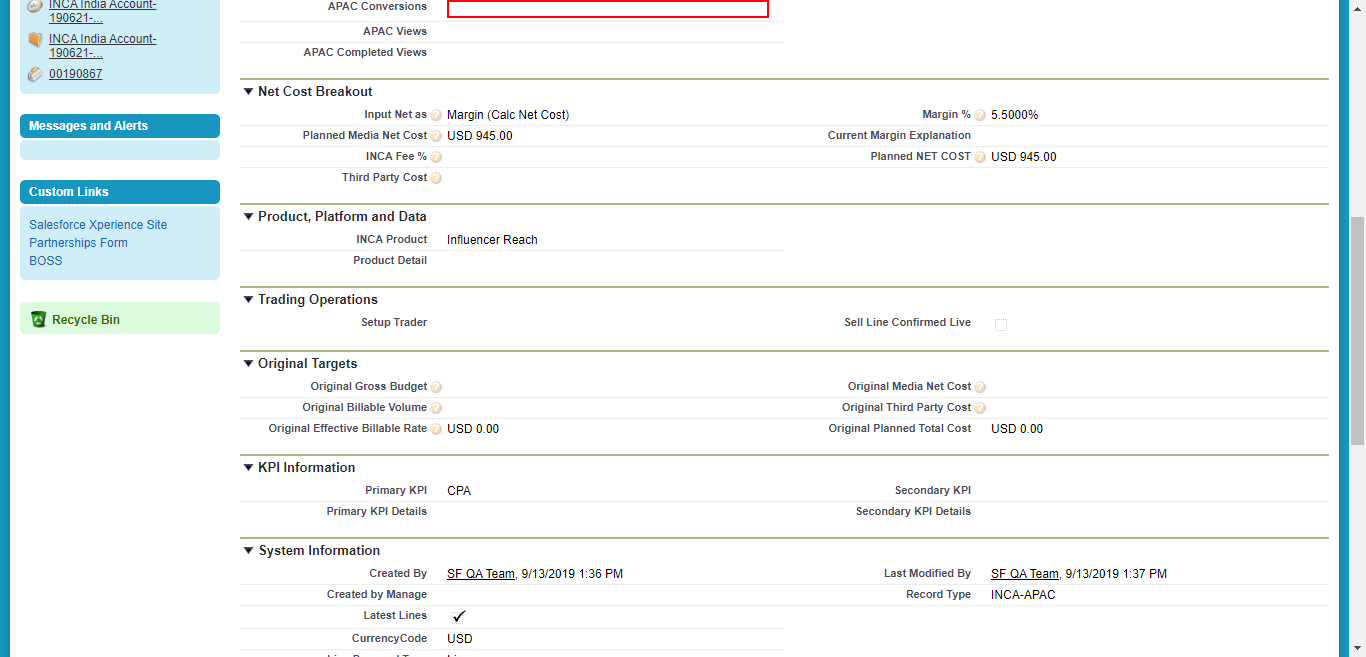 INCA India Account-
190621-...
INCA India Account-
190621-...
00190867
Messages and Alerts
Custom Links
Salesforce Xperience Site
Partnerships Form
BOSS
Recycle Bin
APAC Conversions
APAC Views
APAC Completed Views
Net Cost Breakout
Input Net as Margin (Calc Net Cost) Margin % 5.5000%
Planned Media Net Cost USD 945.00 Current Margin Explanation
INCA Fee % Planned NET COST USD 945.00
Third Party Cost
Product, Platform and Data
INCA Product Influencer Reach
Product Detail
Trading Operations
Setup Trader Sell Line Confirmed Live
Original Targets
Original Gross Budget Original Media Net Cost
Original Billable Volume Original Third Party Cost
Original Effective Billable Rate USD 0.00 Original Planned Total Cost USD 0.00
KPI Information
Primary KPI CPA Secondary KPI
Primary KPI Details Secondary KPI Details
System Information
Created By SF QA Team, 9/13/2019 1:36 PM Last Modified By SF QA Team, 9/13/2019 1:37 PM
Created by Manage Record Type INCA-APAC
Latest Lines
CurrencyCode USD